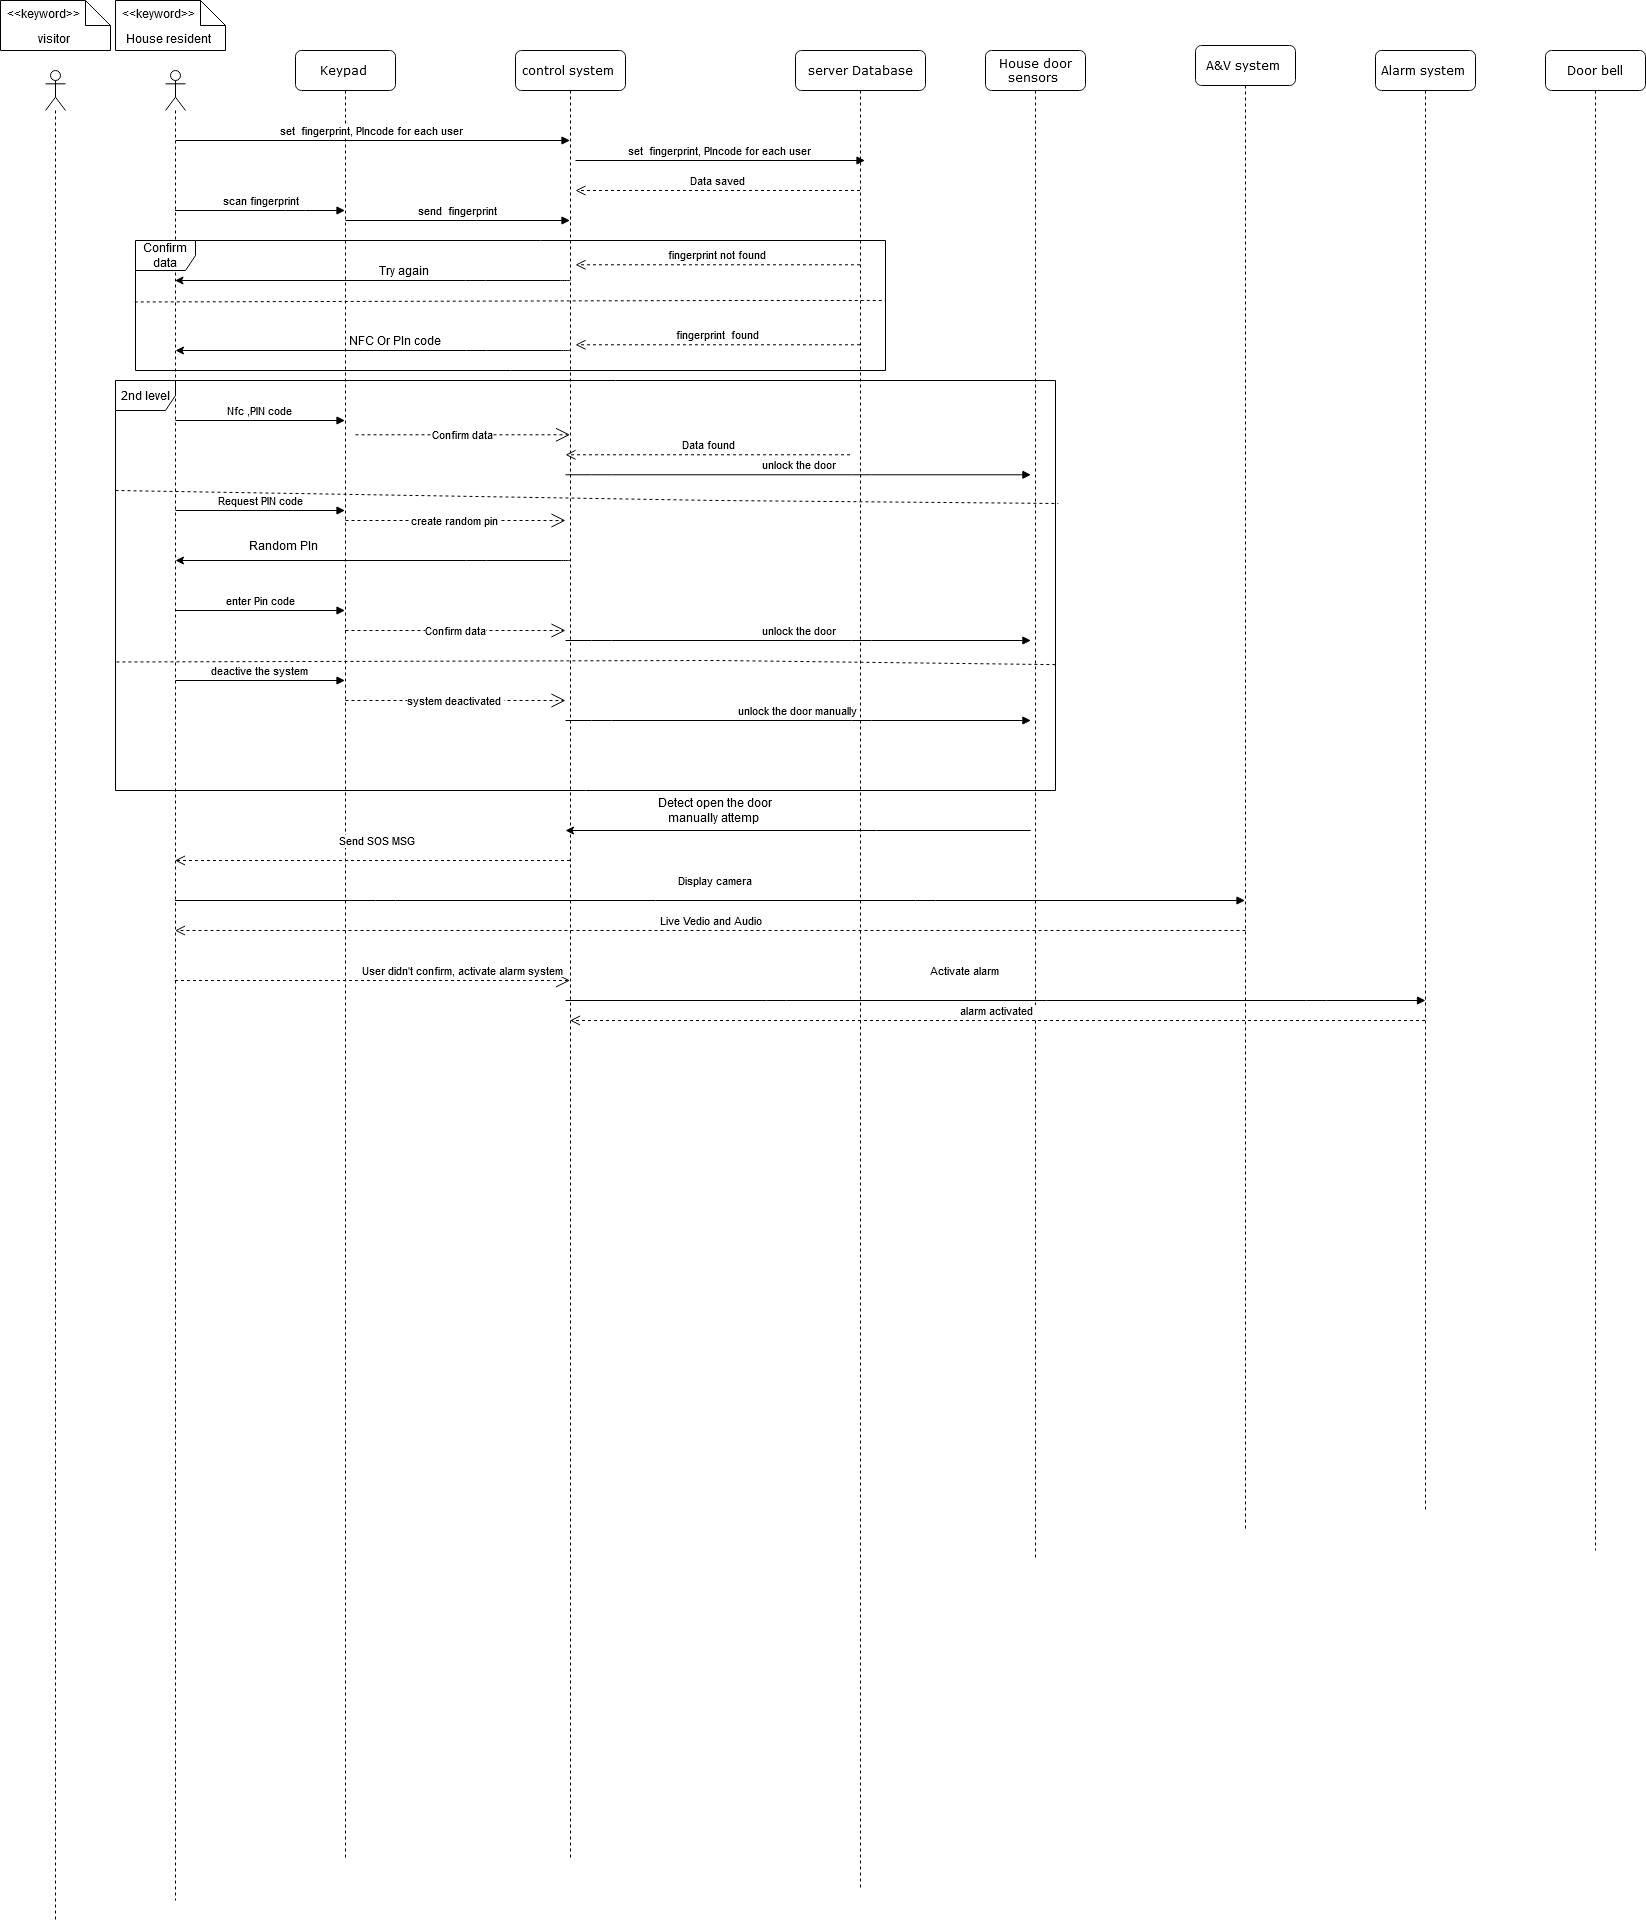 <<keyword>>
visitor
<<keyword>>
House resident
Keypad
control system
server Database
House door
sensors
A&V system
Alarm system
Door bell
set fingerprint, PIncode for each user
set fingerprint, PIncode for each user
Data saved
scan fingerprint
send fingerprint
Confirm
data
fingerprint not found
Try again
fingerprint found
NFC Or PIn code
2nd level
Nfc ,PIN code
Confirm data
Data found
unlock the door
Request PIN code
create random pin
Random PIn
enter Pin code
Confirm data
unlock the door
deactive the system
system deactivated
unlock the door manually
Detect open the door
manually attemp
Send SOS MSG
Display camera
Live Vedio and Audio
User didn't confirm, activate alarm system
Activate alarm
alarm activated